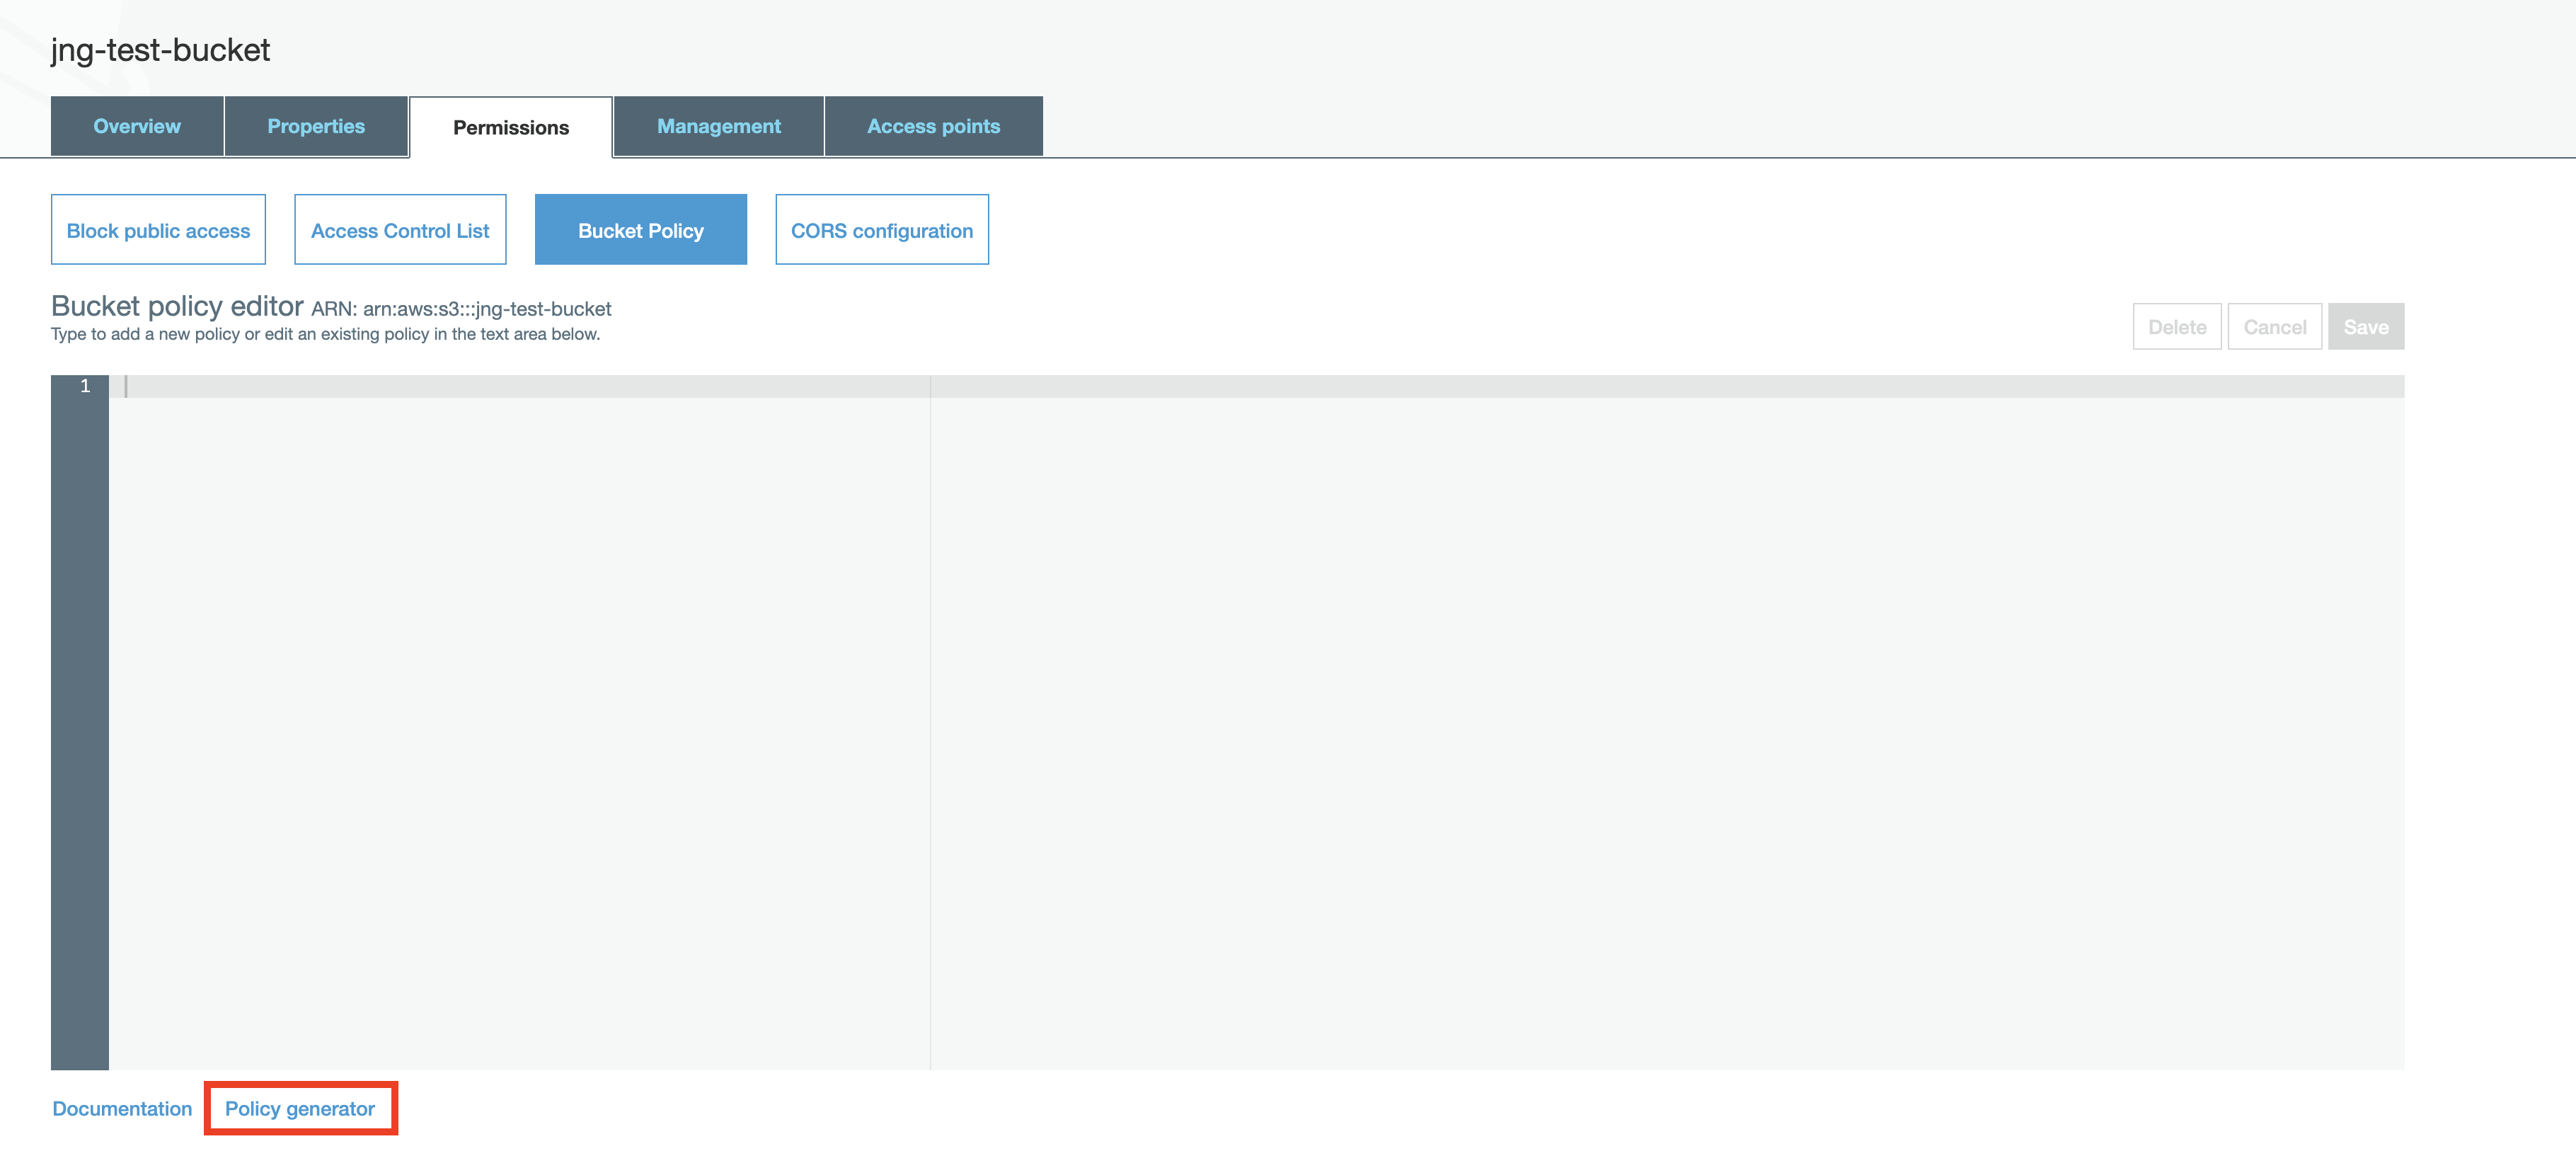 jng-test-bucket
Overview Properties Permissions Management Access points
Block public access Access Control List Bucket Policy CORS configuration
Bucket policy editor ARN: arn:aws:s3:::jng-test-bucket
Type to add a new policy or edit an existing policy in the text area below.
Delete Cancel Save
1
Documentation Policy generator